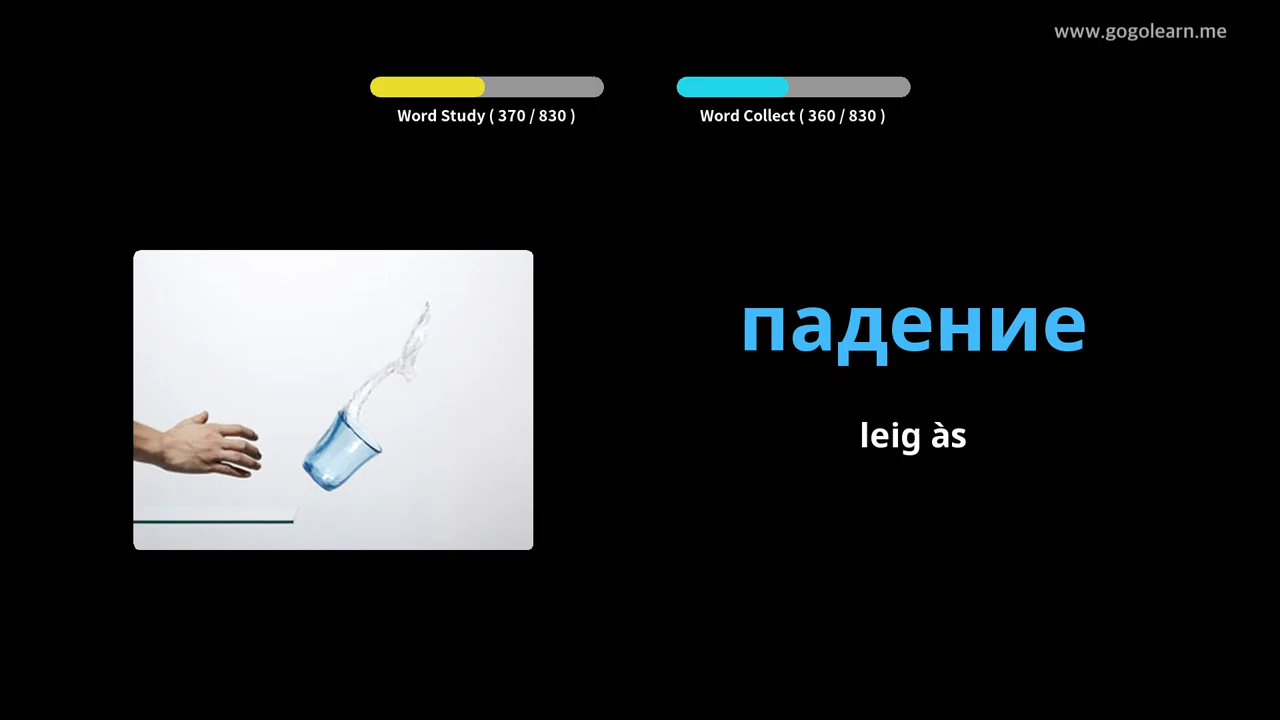 www.gogolearn.me
Word Study ( 370 / 830 )
Word Collect ( 360 / 830 )
падение
leig às